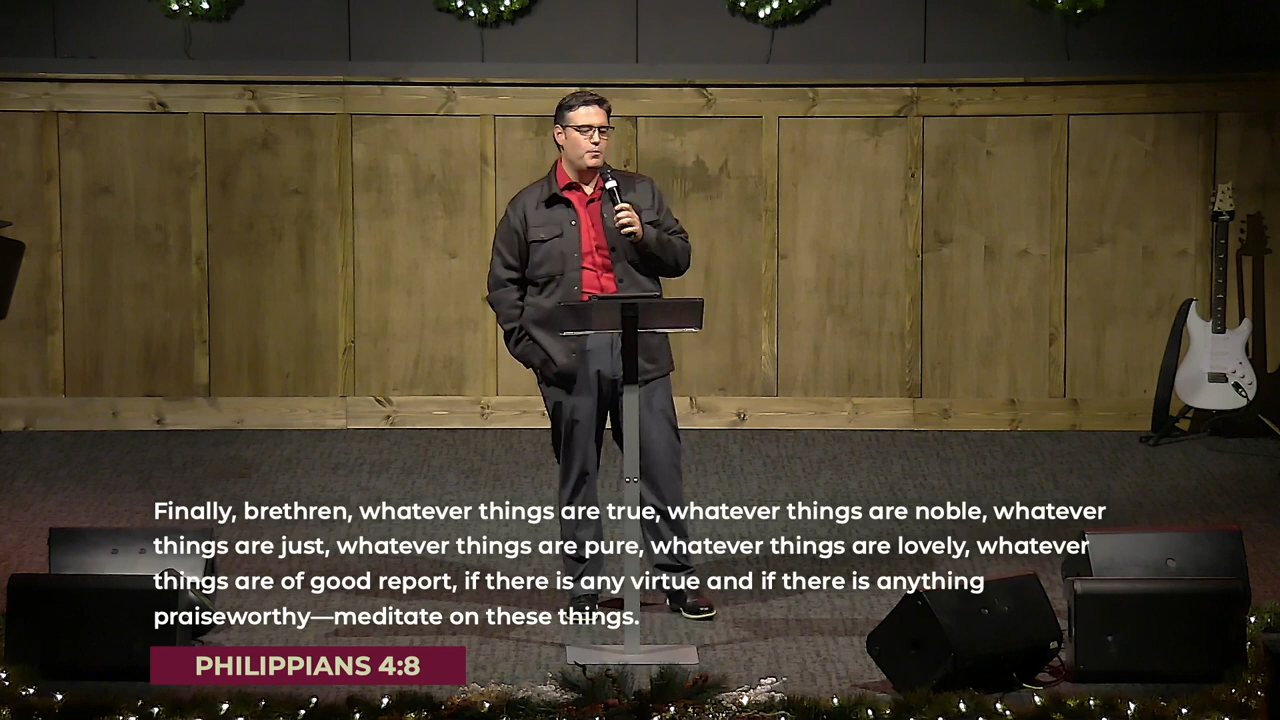 Finally, brethren, whatever things are true, whatever things are noble, whatever
things are just, whatever things are pure, whatever things are lovely, whatever
things are of good report, if there is any virtue and if there is anything
praiseworthy—meditate on these things.
PHILIPPIANS 4:8